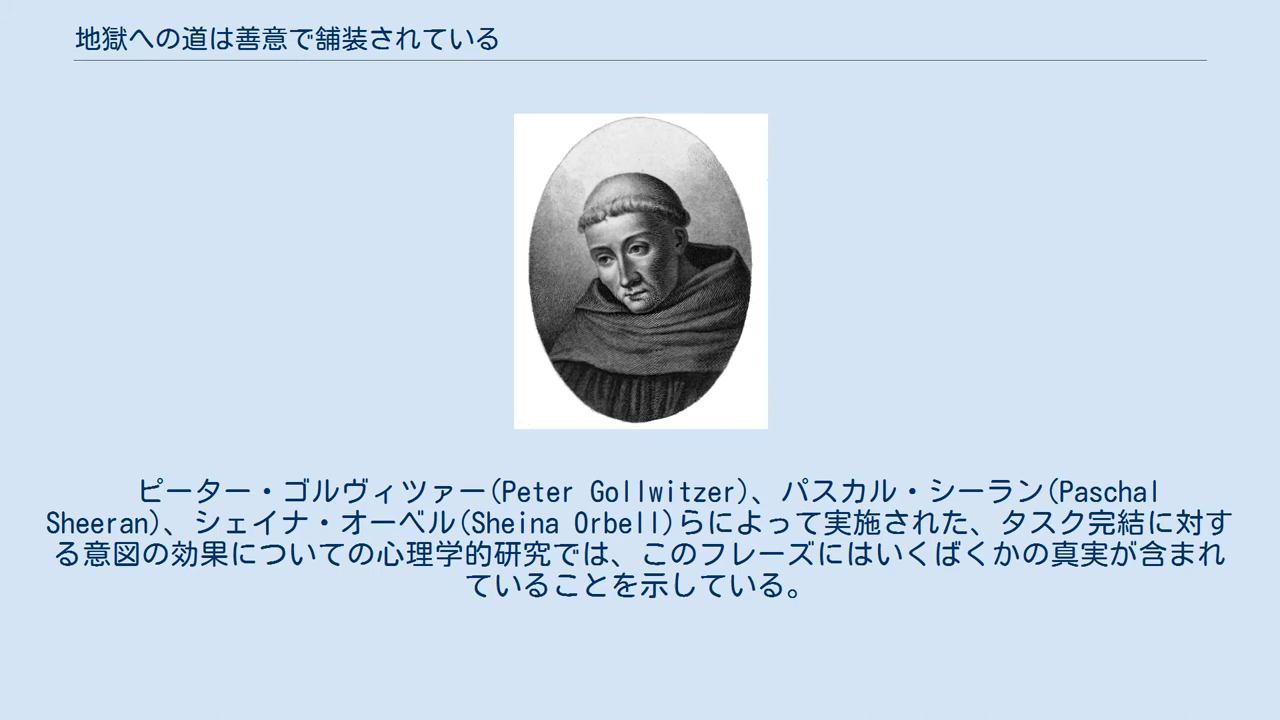 地獄への道は善意で舗装されている
ピーター・ゴルヴィツァー(Peter Gollwitzer)、パスカル・シーラン(Paschal
Sheeran)、シェイナ・オーベル(Sheina Orbell)らによって実施された、タスク完結に対す
る意図の効果についての心理学的研究では、このフレーズにはいくばくかの真実が含まれ
ていることを示している。